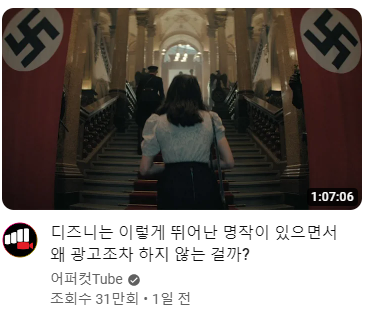 1:07:06
디즈니는 이렇게 뛰어난 명작이 있으면서
왜 광고조차 하지 않는 걸까?
어퍼컷Tube
조회수 31만회 • 1일 전